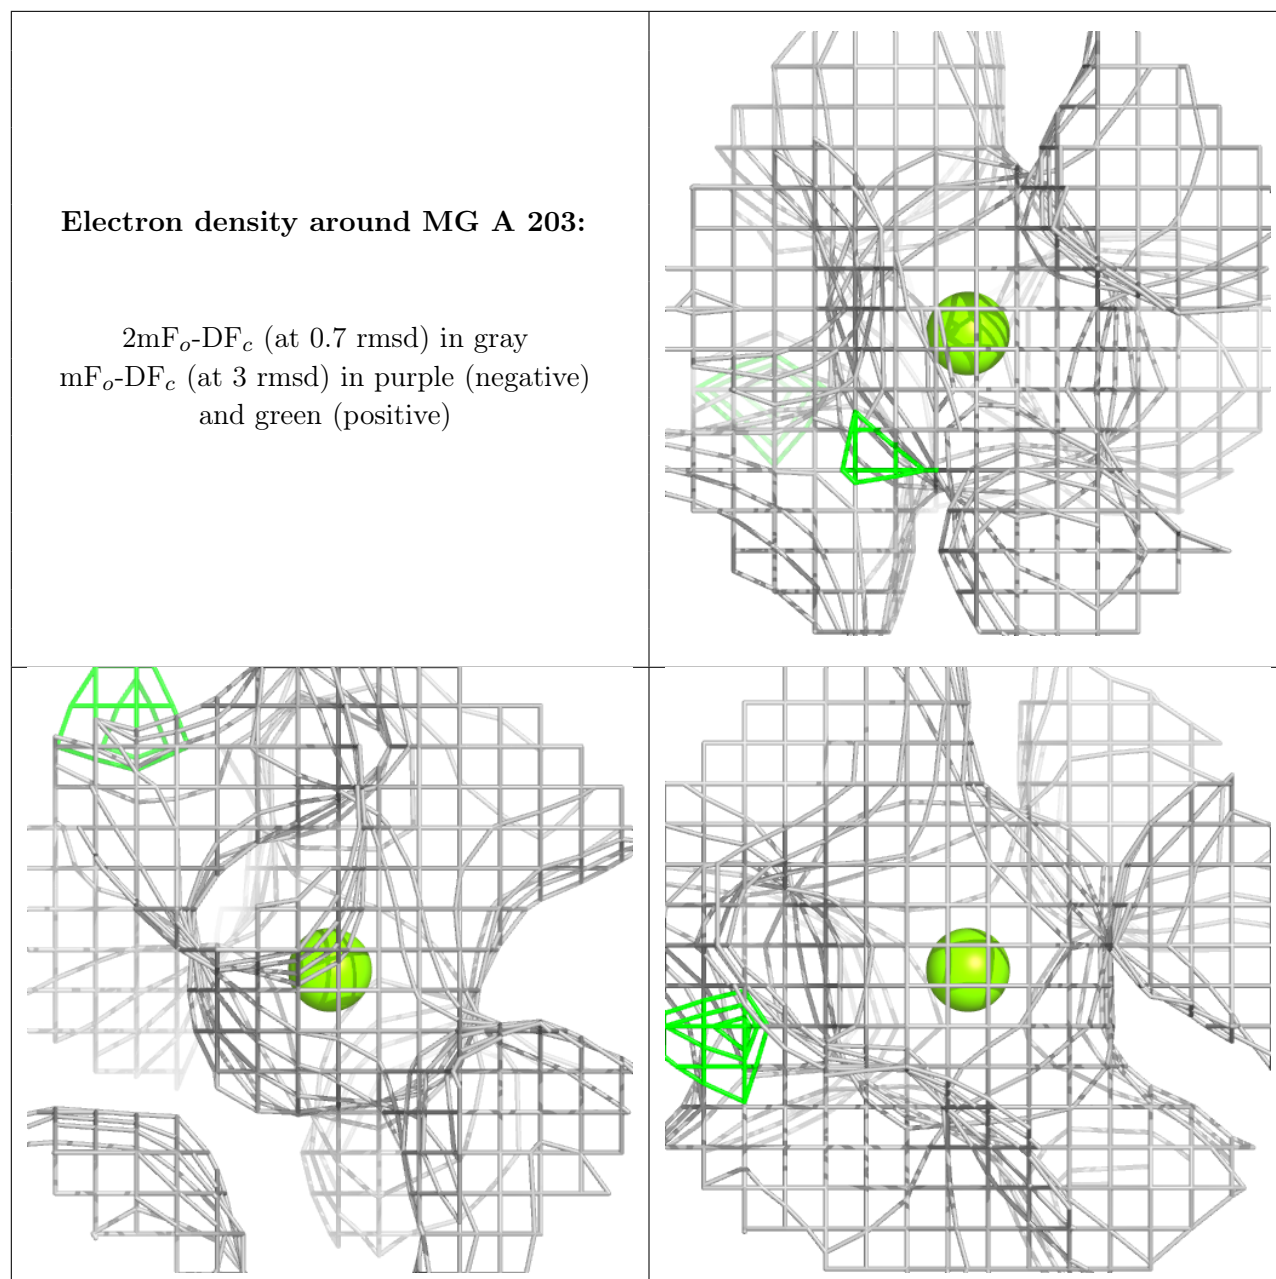 Electron density around MG A 203:
2mFo-DFc (at 0.7 rmsd) in gray
mFo-DFc (at 3 rmsd) in purple (negative)
and green (positive)